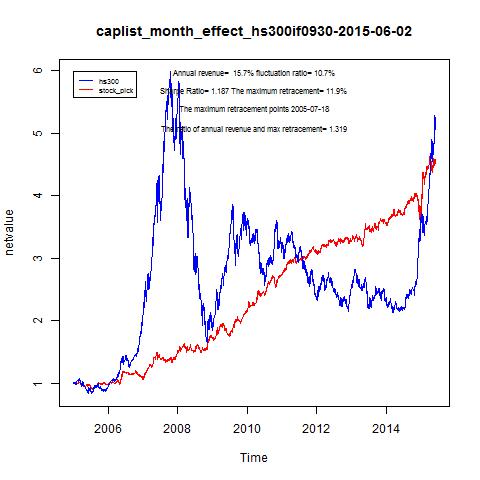 caplist_month_effect_hs300if0930-2015-06-02
Annual revenue= 15.7% fluctuation ratio= 10.7%
Sharpe Ratio= 1.187 The maximum retracement= 11.9%
The maximum retracement points 2005-07-18
The ratio of annual revenue and max retracement= 1.319
hs300
stock_pick
netvalue
6
5
4
3
2
1
2006 2008 2010 2012 2014
Time